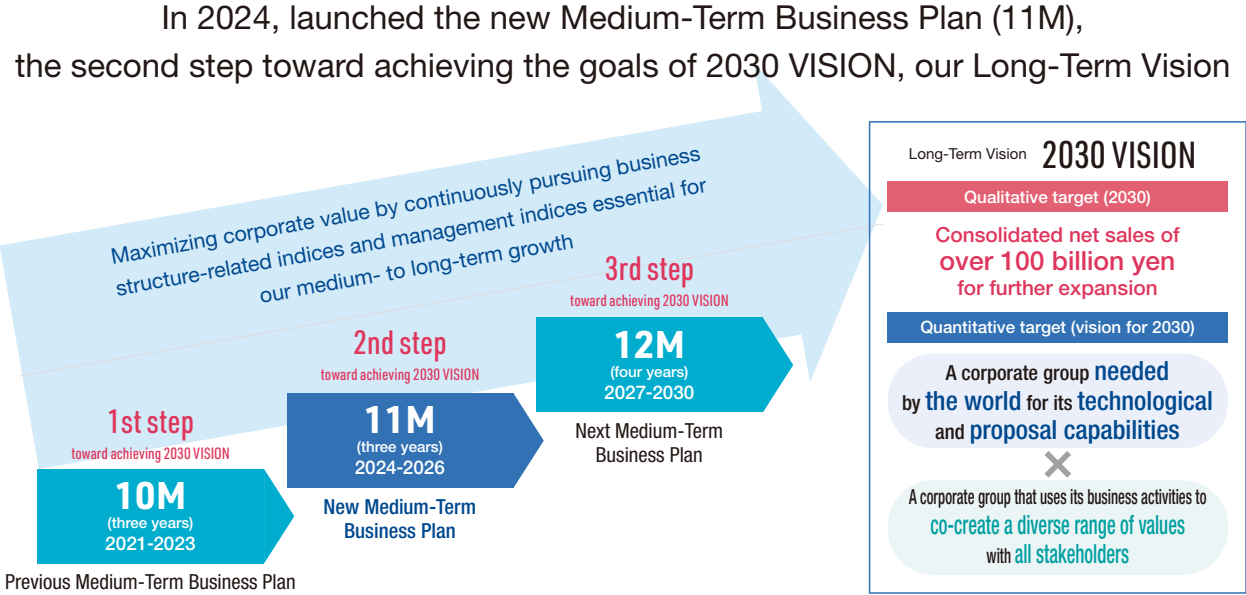 In 2024, launched the new Medium-Term Business Plan (11M),
the second step toward achieving the goals of 2030 VISION, our Long-Term Vision
Maximizing corporate value by continuously pursuing business
structure-related indices and management indices essential for
our medium- to long-term growth
1st step
toward achieving 2030 VISION
10M
(three years)
2021-2023
Previous Medium-Term Business Plan
2nd step
toward achieving 2030 VISION
11M
(three years)
2024-2026
New Medium-Term
Business Plan
3rd step
toward achieving 2030 VISION
12M
(four years)
2027-2030
Next Medium-Term
Business Plan
Long-Term Vision 2030 VISION
Qualitative target (2030)
Consolidated net sales of
over 100 billion yen
for further expansion
Quantitative target (vision for 2030)
A corporate group needed
by the world for its technological
and proposal capabilities
×
A corporate group that uses its business activities to
co-create a diverse range of values
with all stakeholders